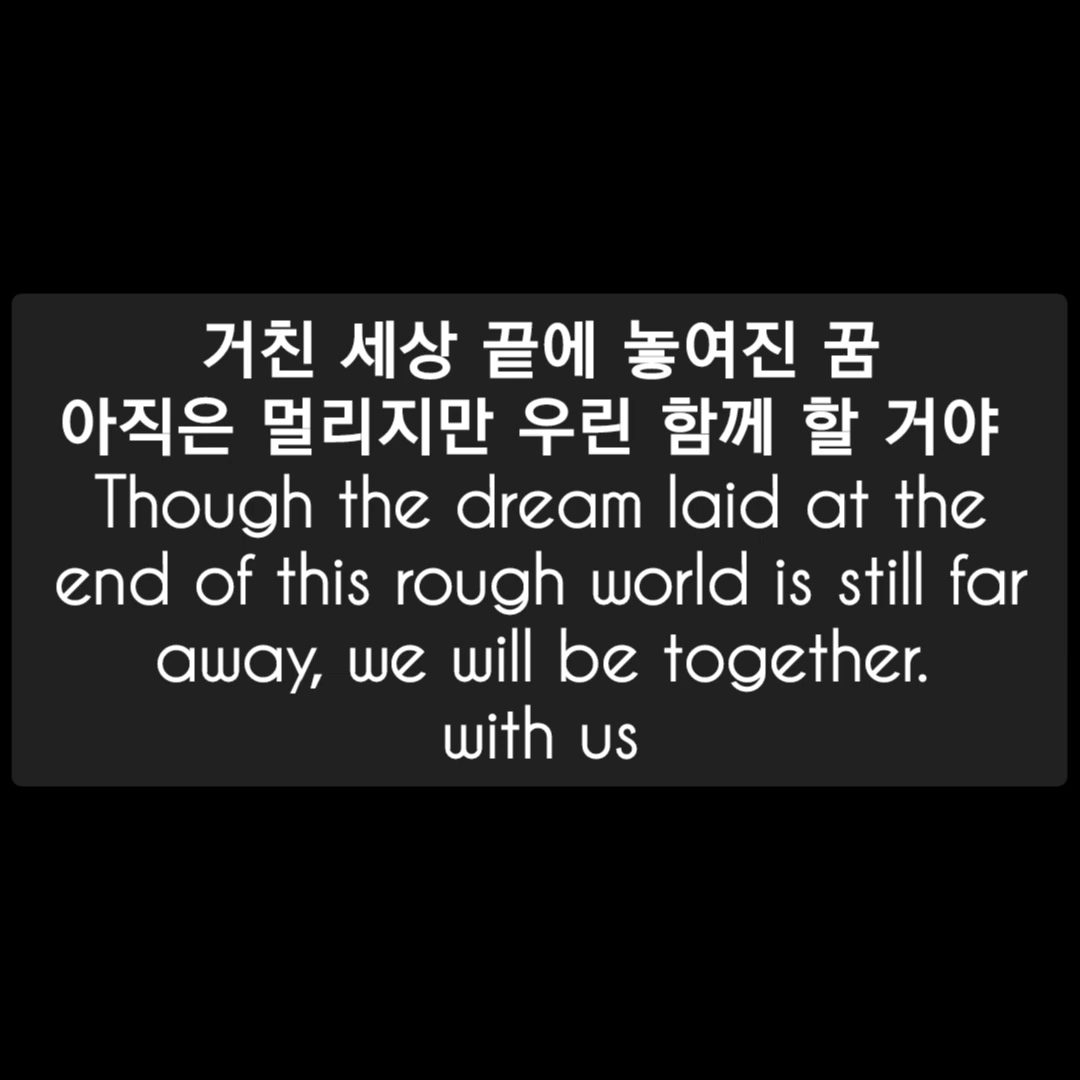 거친 세상 끝에 놓여진 꿈
아직은 멀리지만 우린 함께 할 거야
Though the dream laid at the
end of this rough world is still far
away, we will be together.
with us